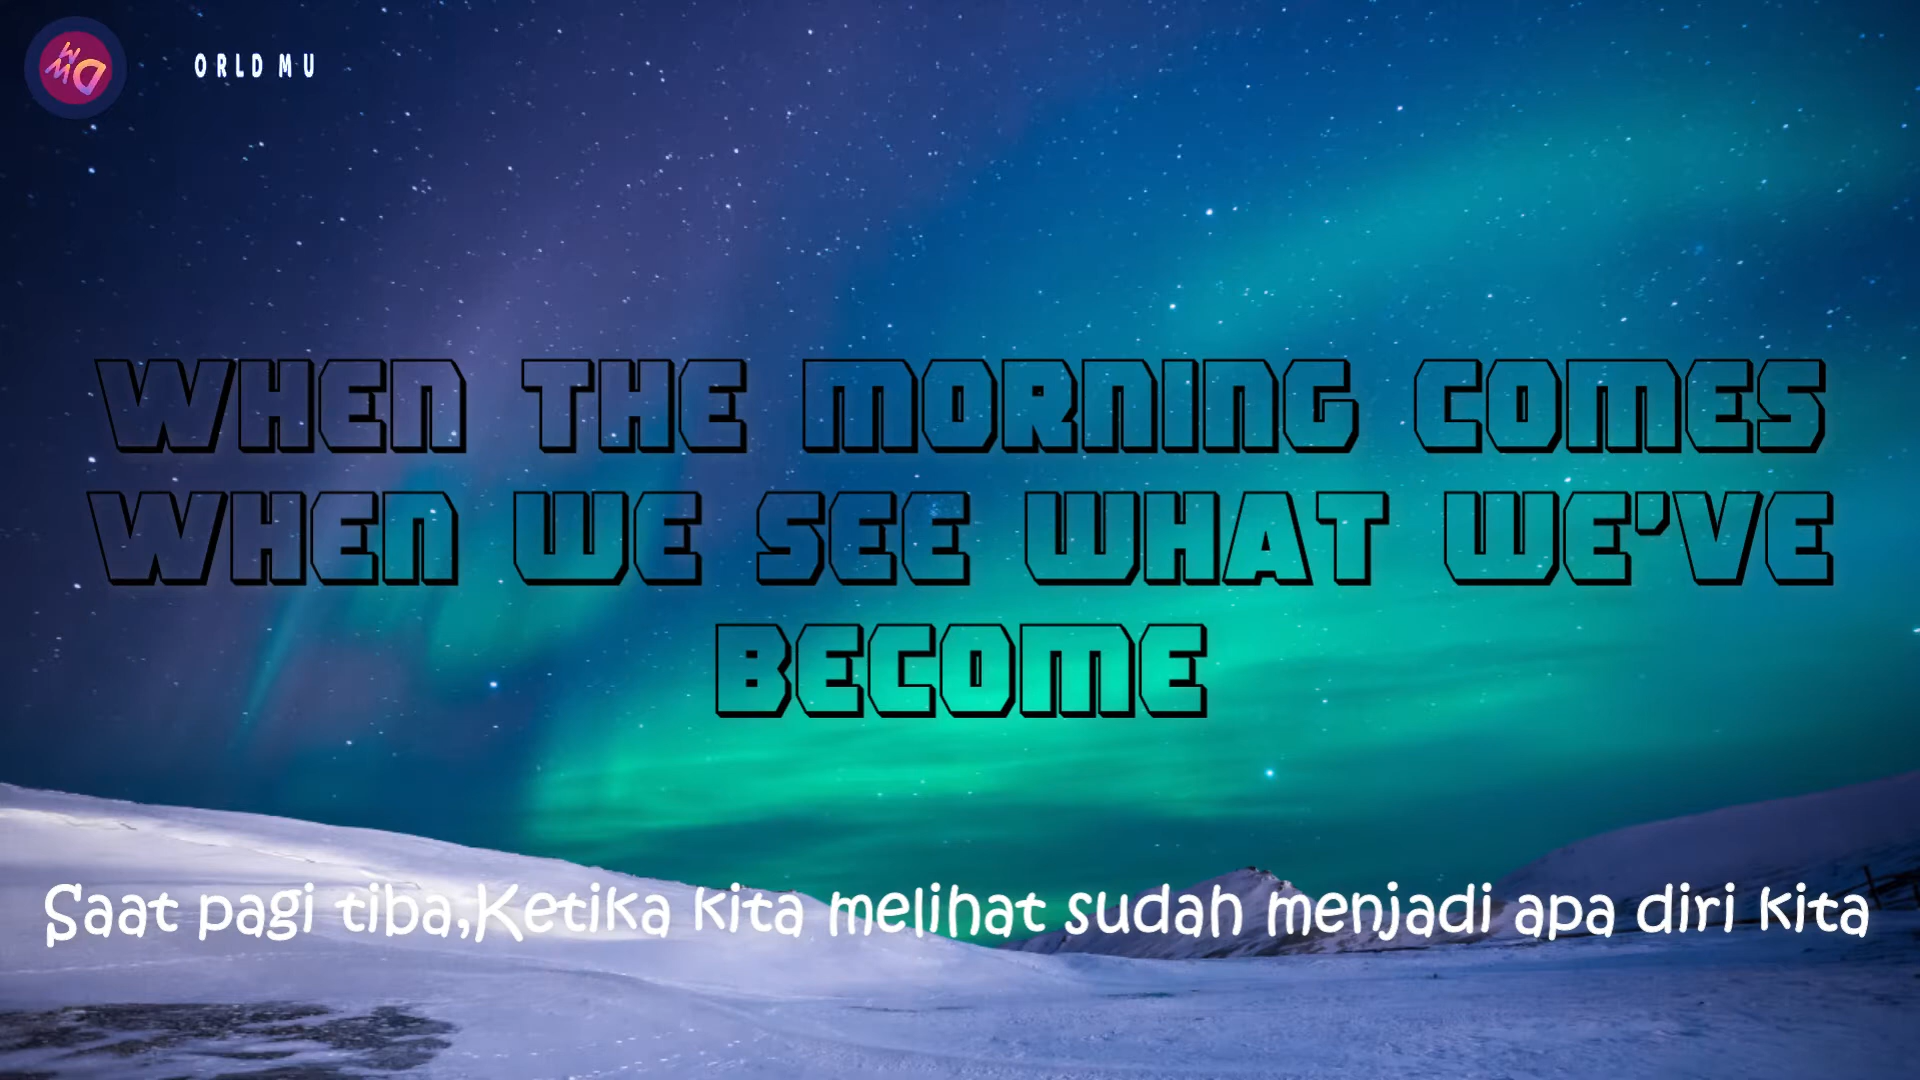 ORLD MU
WHEN THE MORNING COMES
WHEN WE SEE WHAT WE'VE
BECOME
Saat pagi tiba,Ketika kita melihat sudah menjadi apa diri kita